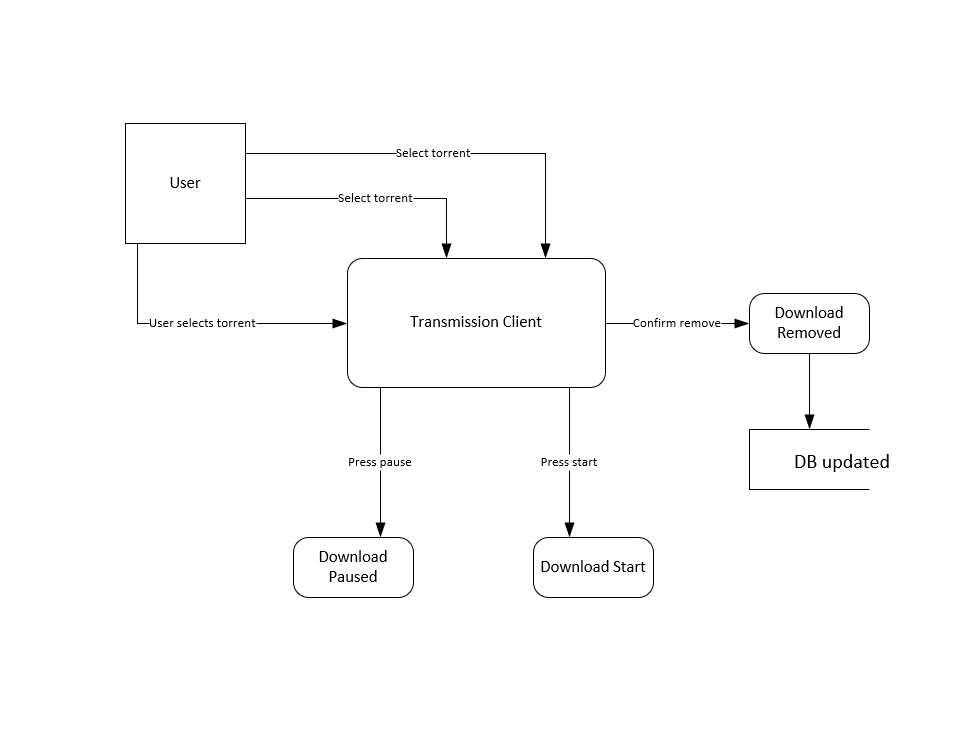 Select torrent
User
Select torrent
Transmission Client
User selects torrent
Confirm remove
Download
Removed
Press pause
Press start
DB updated
Download
Paused
Download Start